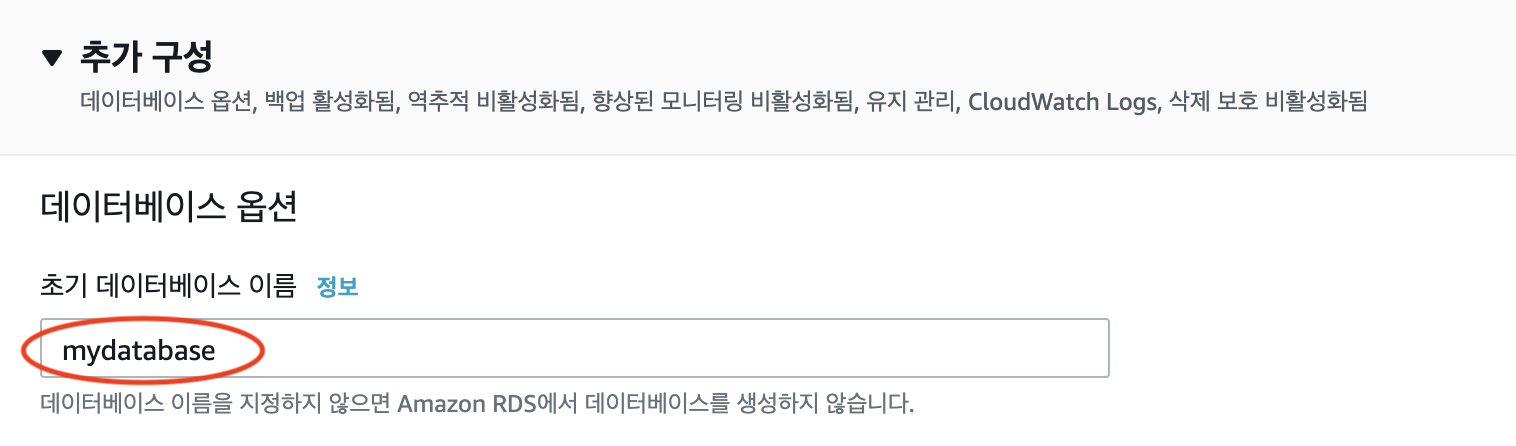 추가 구성
데이터베이스 옵션, 백업 활성화됨, 역추적 비활성화됨, 향상된 모니터링 비활성화됨, 유지 관리, CloudWatch Logs, 삭제 보호 비활성화됨
데이터베이스 옵션
초기 데이터베이스 이름 정보
mydatabase
데이터베이스 이름을 지정하지 않으면 Amazon RDS에서 데이터베이스를 생성하지 않습니다.